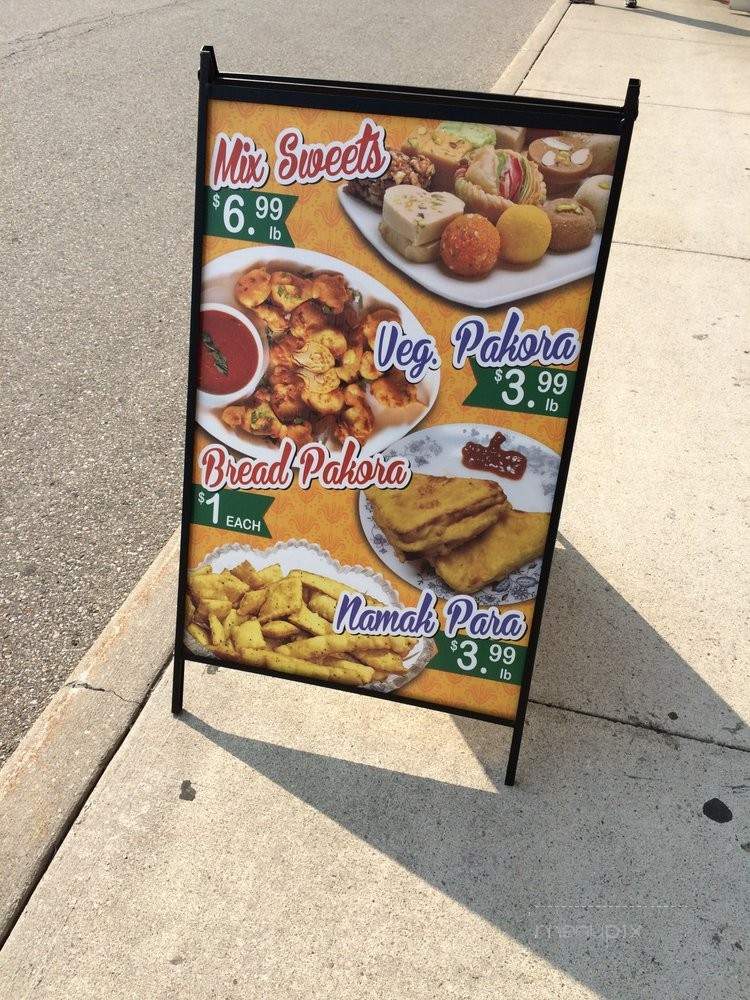 Mix Sweets
$6.99 lb
Veg. Pakora
$3.99 lb
Bread Pakora
$1 EACH
Namak Para
$3.99 lb
menupix